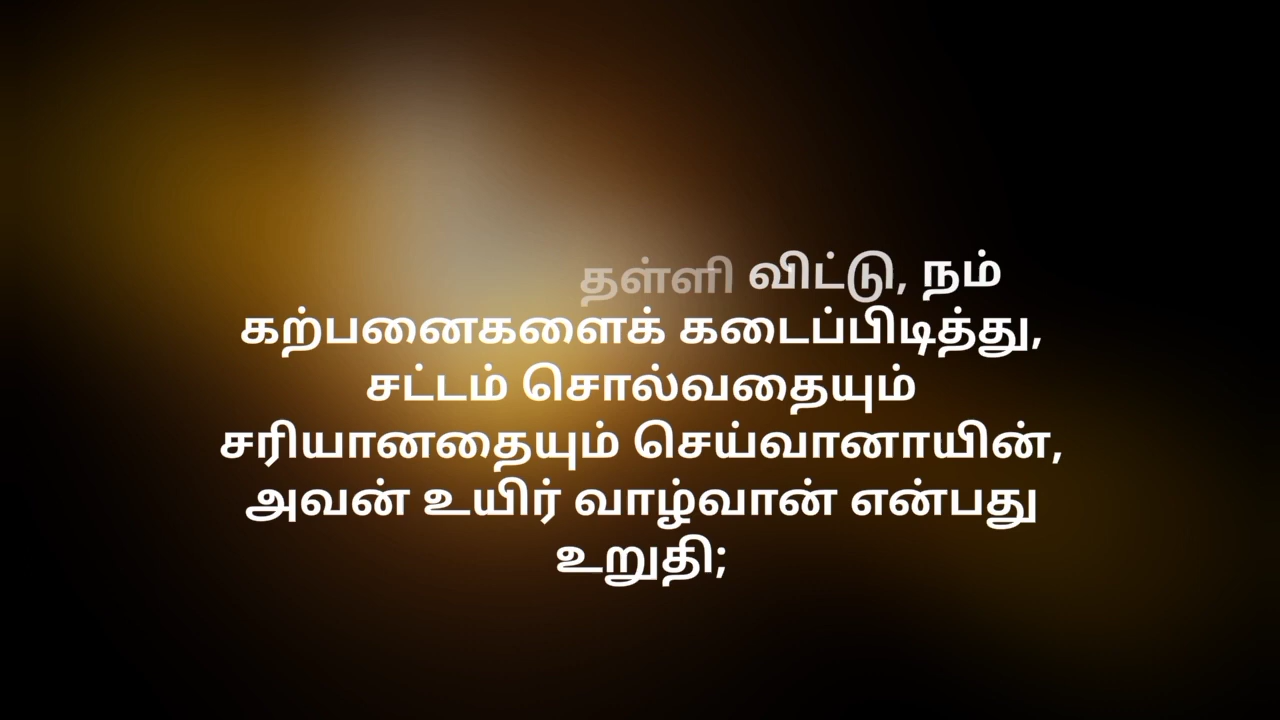 தள்ளி விட்டு, நம்
கற்பனைகளைக் கடைப்பிடித்து,
சட்டம் சொல்வதையும்
சரியானதையும் செய்வானாயின்,
அவன் உயிர் வாழ்வான் என்பது
உறுதி;